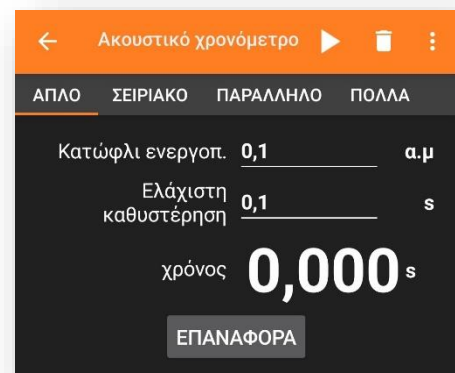 Ακουστικό χρονόμετρο
ΑΠΛΟ ΣΕΙΡΙΑΚΟ ΠΑΡΑΛΛΗΛΟ ΠΟΛΛΑ
Κατώφλι ενεργοπ. 0,1 α.μ
Ελάχιστη
καθυστέρηση 0,1 s
χρόνος 0,000 s
ΕΠΑΝΑΦΟΡΑ